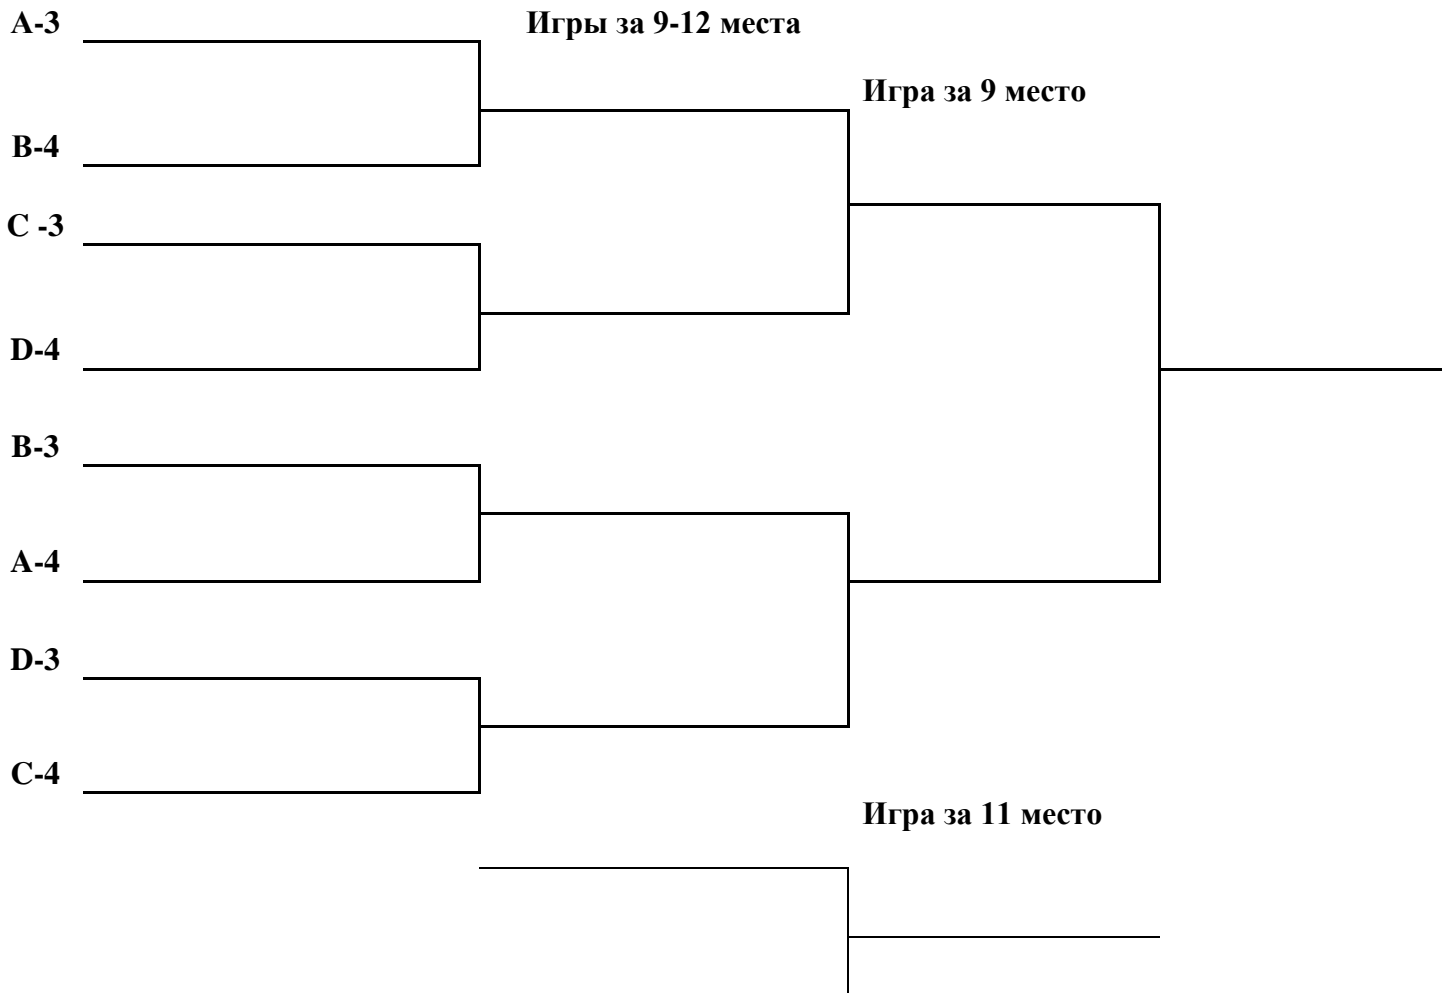 A-3
Игры за 9-12 места
Игра за 9 место
B-4
C -3
D-4
B-3
A-4
D-3
C-4
Игра за 11 место